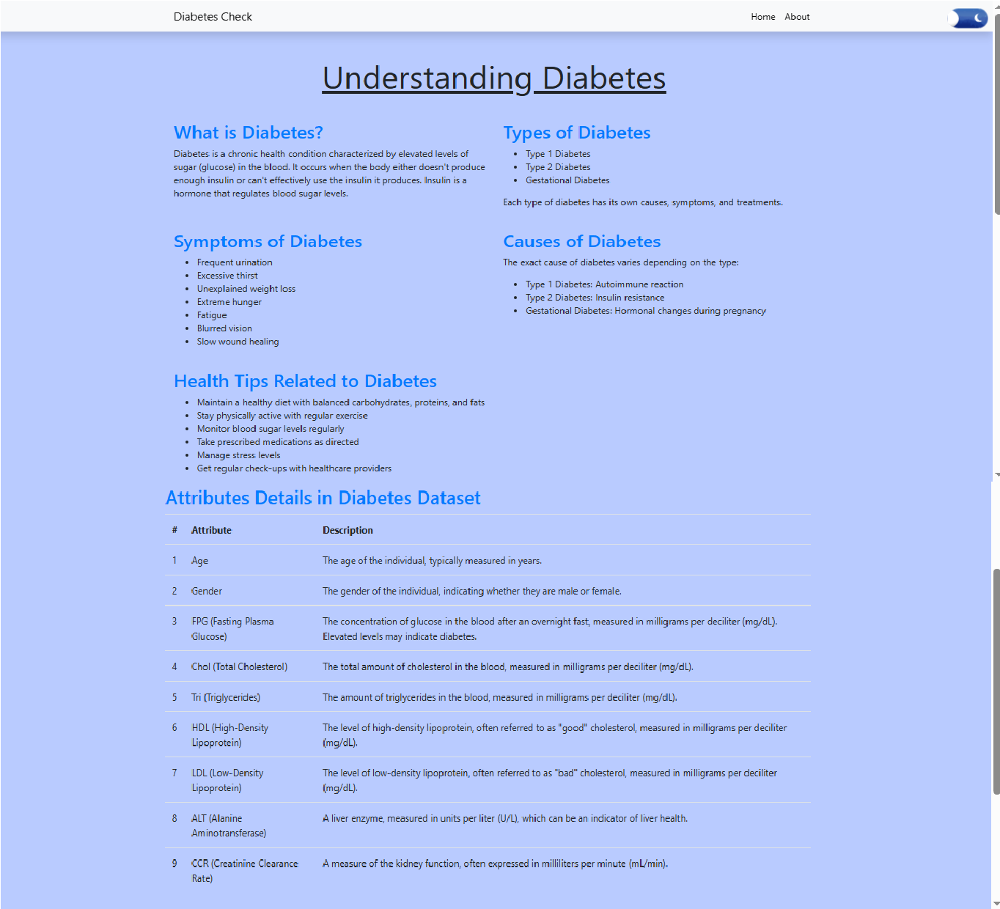 Diabetes Check
Home About
Understanding Diabetes
What is Diabetes?
Diabetes is a chronic health condition characterized by elevated levels of
sugar (glucose) in the blood. It occurs when the body either doesn't produce
enough insulin or can't effectively use the insulin it produces. Insulin is a
hormone that regulates blood sugar levels.
Types of Diabetes
• Type 1 Diabetes
• Type 2 Diabetes
• Gestational Diabetes
Each type of diabetes has its own causes, symptoms, and treatments.
Symptoms of Diabetes
• Frequent urination
• Excessive thirst
• Unexplained weight loss
• Extreme hunger
• Fatigue
• Blurred vision
• Slow wound healing
Causes of Diabetes
The exact cause of diabetes varies depending on the type:
• Type 1 Diabetes: Autoimmune reaction
• Type 2 Diabetes: Insulin resistance
• Gestational Diabetes: Hormonal changes during pregnancy
Health Tips Related to Diabetes
• Maintain a healthy diet with balanced carbohydrates, proteins, and fats
• Stay physically active with regular exercise
• Monitor blood sugar levels regularly
• Take prescribed medications as directed
• Manage stress levels
• Get regular check-ups with healthcare providers
Attributes Details in Diabetes Dataset
# Attribute Description
1 Age The age of the individual, typically measured in years.
2 Gender The gender of the individual, indicating whether they are male or female.
3 FPG (Fasting Plasma The concentration of glucose in the blood after an overnight fast, measured in milligrams per deciliter (mg/dL).
Glucose) Elevated levels may indicate diabetes.
4 Chol (Total Cholesterol) The total amount of cholesterol in the blood, measured in milligrams per deciliter (mg/dL).
5 Tri (Triglycerides) The amount of triglycerides in the blood, measured in milligrams per deciliter (mg/dL).
6 HDL (High-Density The level of high-density lipoprotein, often referred to as "good" cholesterol, measured in milligrams per deciliter
Lipoprotein) (mg/dL).
7 LDL (Low-Density The level of low-density lipoprotein, often referred to as "bad" cholesterol, measured in milligrams per deciliter
Lipoprotein) (mg/dL).
8 ALT (Alanine A liver enzyme, measured in units per liter (U/L), which can be an indicator of liver health.
Aminotransferase)
9 CCR (Creatinine Clearance A measure of the kidney function, often expressed in milliliters per minute (mL/min).
Rate)